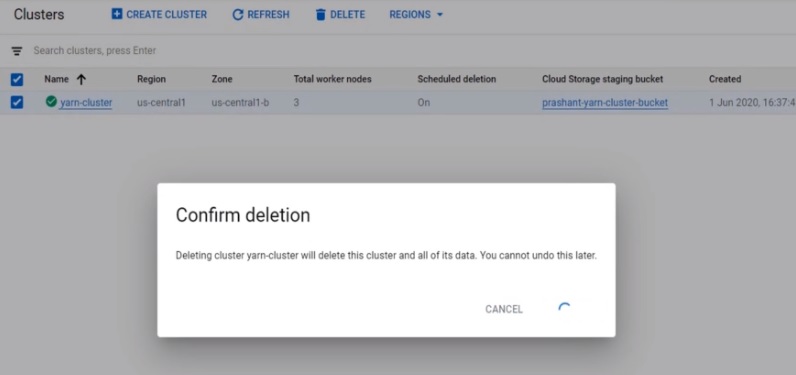 Clusters CREATE CLUSTER REFRESH DELETE REGIONS
Search clusters, press Enter
Name Region Zone Total worker nodes Scheduled deletion Cloud Storage staging bucket Created
yarn-cluster us-central1 us-central1-b 3 On prashant-yarn-cluster-bucket 1 Jun 2020, 16:37:4
Confirm deletion
Deleting cluster yarn-cluster will delete this cluster and all of its data. You cannot undo this later.
CANCEL